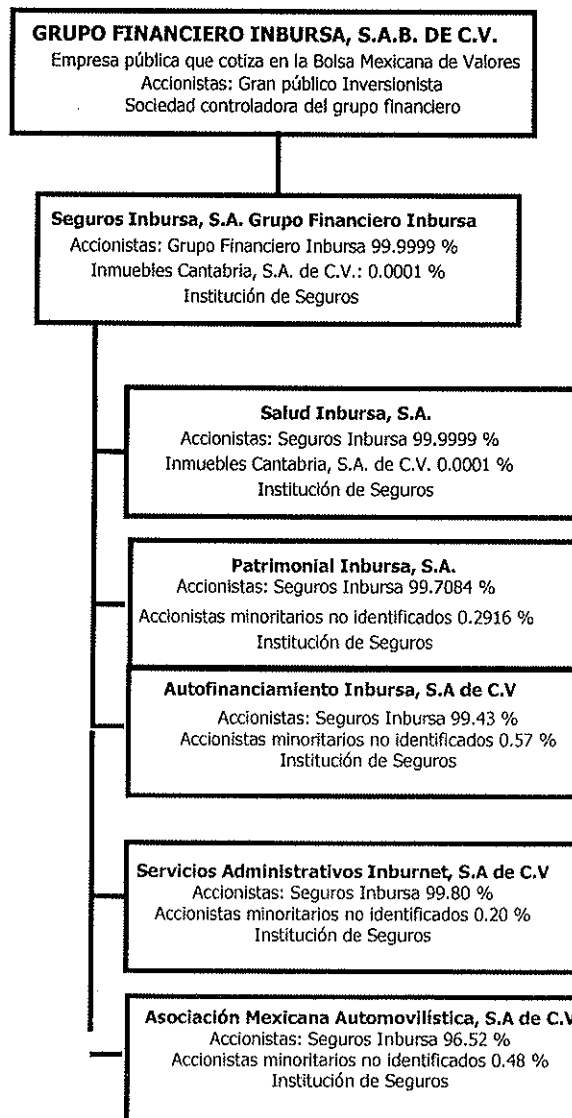 GRUPO FINANCIERO INBURSA, S.A.B. DE C.V.
Empresa pública que cotiza en la Bolsa Mexicana de Valores
Accionistas: Gran público Inversionista
Sociedad controladora del grupo financiero
Seguros Inbursa, S.A. Grupo Financiero Inbursa
Accionistas: Grupo Financiero Inbursa 99.9999 %
Inmuebles Cantabria, S.A. de C.V.: 0.0001 %
Institución de Seguros
Salud Inbursa, S.A.
Accionistas: Seguros Inbursa 99.9999 %
Inmuebles Cantabria, S.A. de C.V. 0.0001 %
Institución de Seguros
Patrimonial Inbursa, S.A.
Accionistas: Seguros Inbursa 99.7084 %
Accionistas minoritarios no identificados 0.2916 %
Institución de Seguros
Autofinanciamiento Inbursa, S.A de C.V
Accionistas: Seguros Inbursa 99.43 %
Accionistas minoritarios no identificados 0.57 %
Institución de Seguros
Servicios Administrativos Inburnet, S.A de C.V
Accionistas: Seguros Inbursa 99.80 %
Accionistas minoritarios no identificados 0.20 %
Institución de Seguros
Asociación Mexicana Automovilística, S.A de C.V
Accionistas: Seguros Inbursa 96.52 %
Accionistas minoritarios no identificados 0.48 %
Institución de Seguros